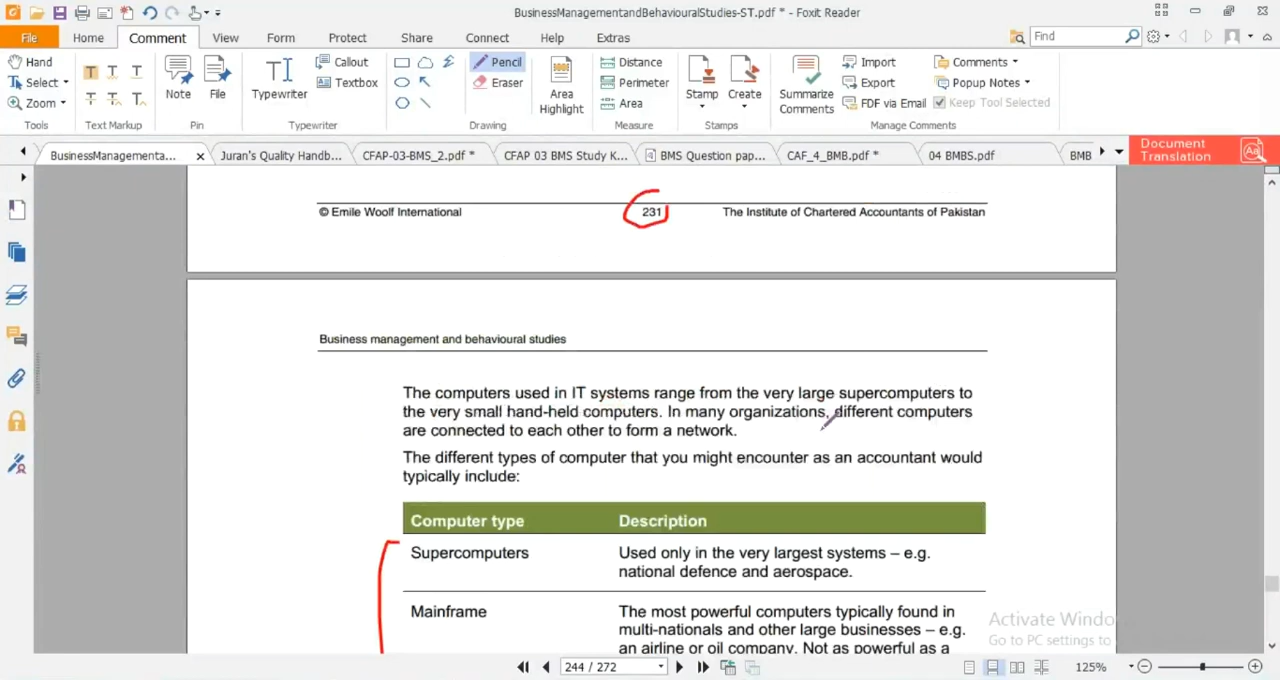 BusinessManagementandBehaviouralStudies-ST.pdf * - Foxit Reader
File Home Comment View Form Protect Share Connect Help Extras Find
Hand Callout Pencil Distance Import Comments
Select Textbox Eraser Perimeter Export Popup Notes
Zoom Note File Typewriter Area Highlight Area Stamp Create Summarize Comments FDF via Email Keep Tool Selected
Tools Text Markup Pin Typewriter Drawing Measure Stamps Manage Comments
BusinessManagementa... Juran's Quality Handb... CFAP-03-BMS_2.pdf * CFAP 03 BMS Study K... BMS Question pap... CAF_4_BMB.pdf * 04 BMBS.pdf BMB Document Translation
© Emile Woolf International 231 The Institute of Chartered Accountants of Pakistan
Business management and behavioural studies
The computers used in IT systems range from the very large supercomputers to
the very small hand-held computers. In many organizations, different computers
are connected to each other to form a network.
The different types of computer that you might encounter as an accountant would
typically include:
Computer type Description
Supercomputers Used only in the very largest systems – e.g.
national defence and aerospace.
Mainframe The most powerful computers typically found in
multi-nationals and other large businesses – e.g.
an airline or oil company. Not as powerful as a
Activate Windo
Go to PC settings to
244 / 272 125%